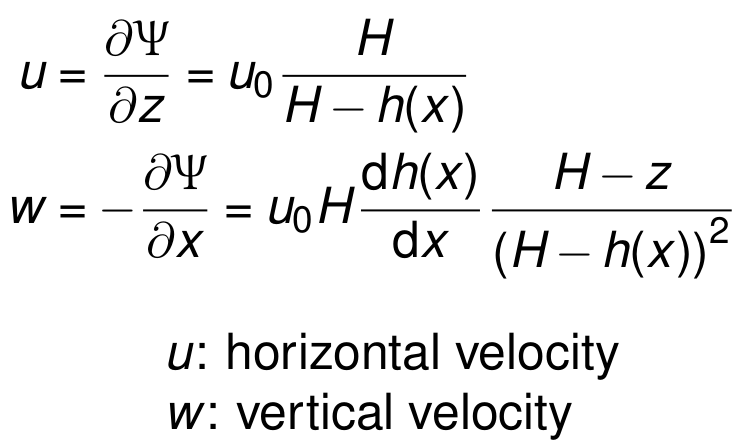 u = ∂Ψ/∂z = u₀ H/(H − h(x))
w = −∂Ψ/∂x = u₀H dh(x)/dx (H − z)/(H − h(x))²
u: horizontal velocity
w: vertical velocity